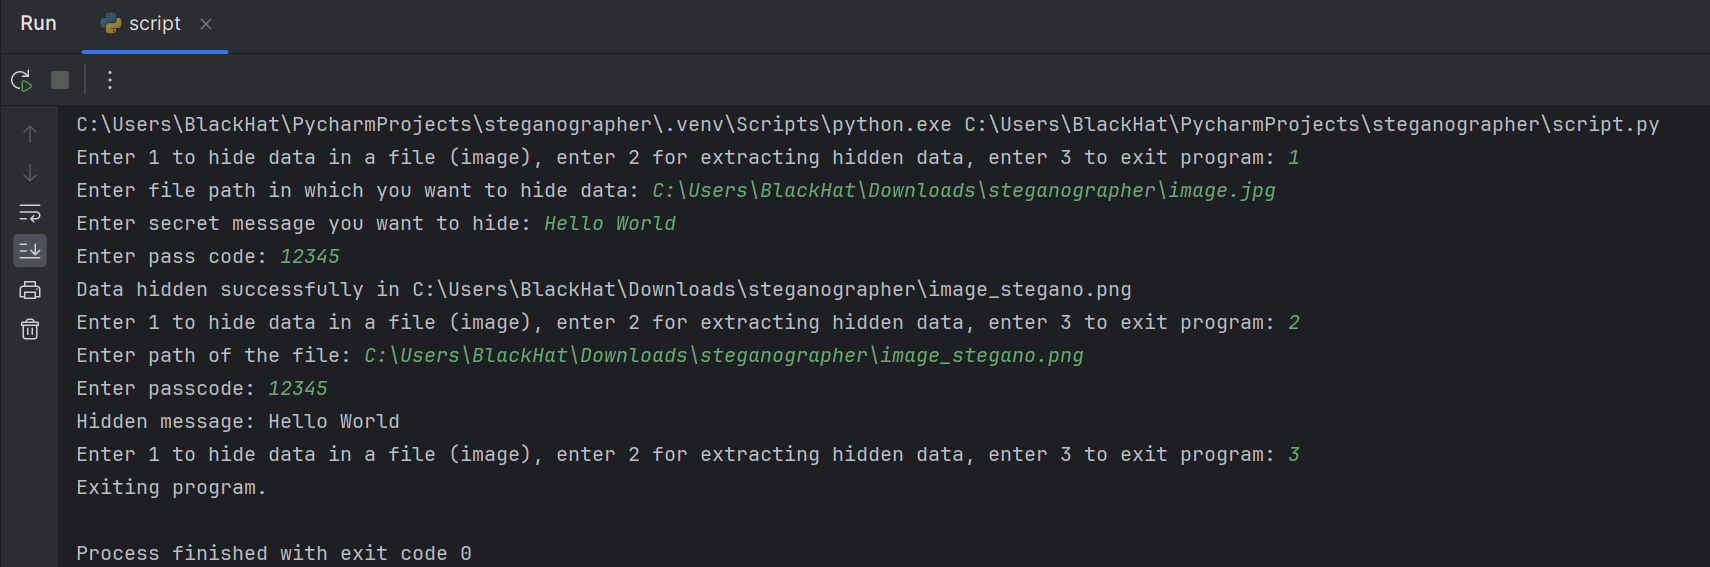 Run script
C:\Users\BlackHat\PycharmProjects\steganographer\.venv\Scripts\python.exe C:\Users\BlackHat\PycharmProjects\steganographer\script.py
Enter 1 to hide data in a file (image), enter 2 for extracting hidden data, enter 3 to exit program: 1
Enter file path in which you want to hide data: C:\Users\BlackHat\Downloads\steganographer\image.jpg
Enter secret message you want to hide: Hello World
Enter pass code: 12345
Data hidden successfully in C:\Users\BlackHat\Downloads\steganographer\image_stegano.png
Enter 1 to hide data in a file (image), enter 2 for extracting hidden data, enter 3 to exit program: 2
Enter path of the file: C:\Users\BlackHat\Downloads\steganographer\image_stegano.png
Enter passcode: 12345
Hidden message: Hello World
Enter 1 to hide data in a file (image), enter 2 for extracting hidden data, enter 3 to exit program: 3
Exiting program.
Process finished with exit code 0